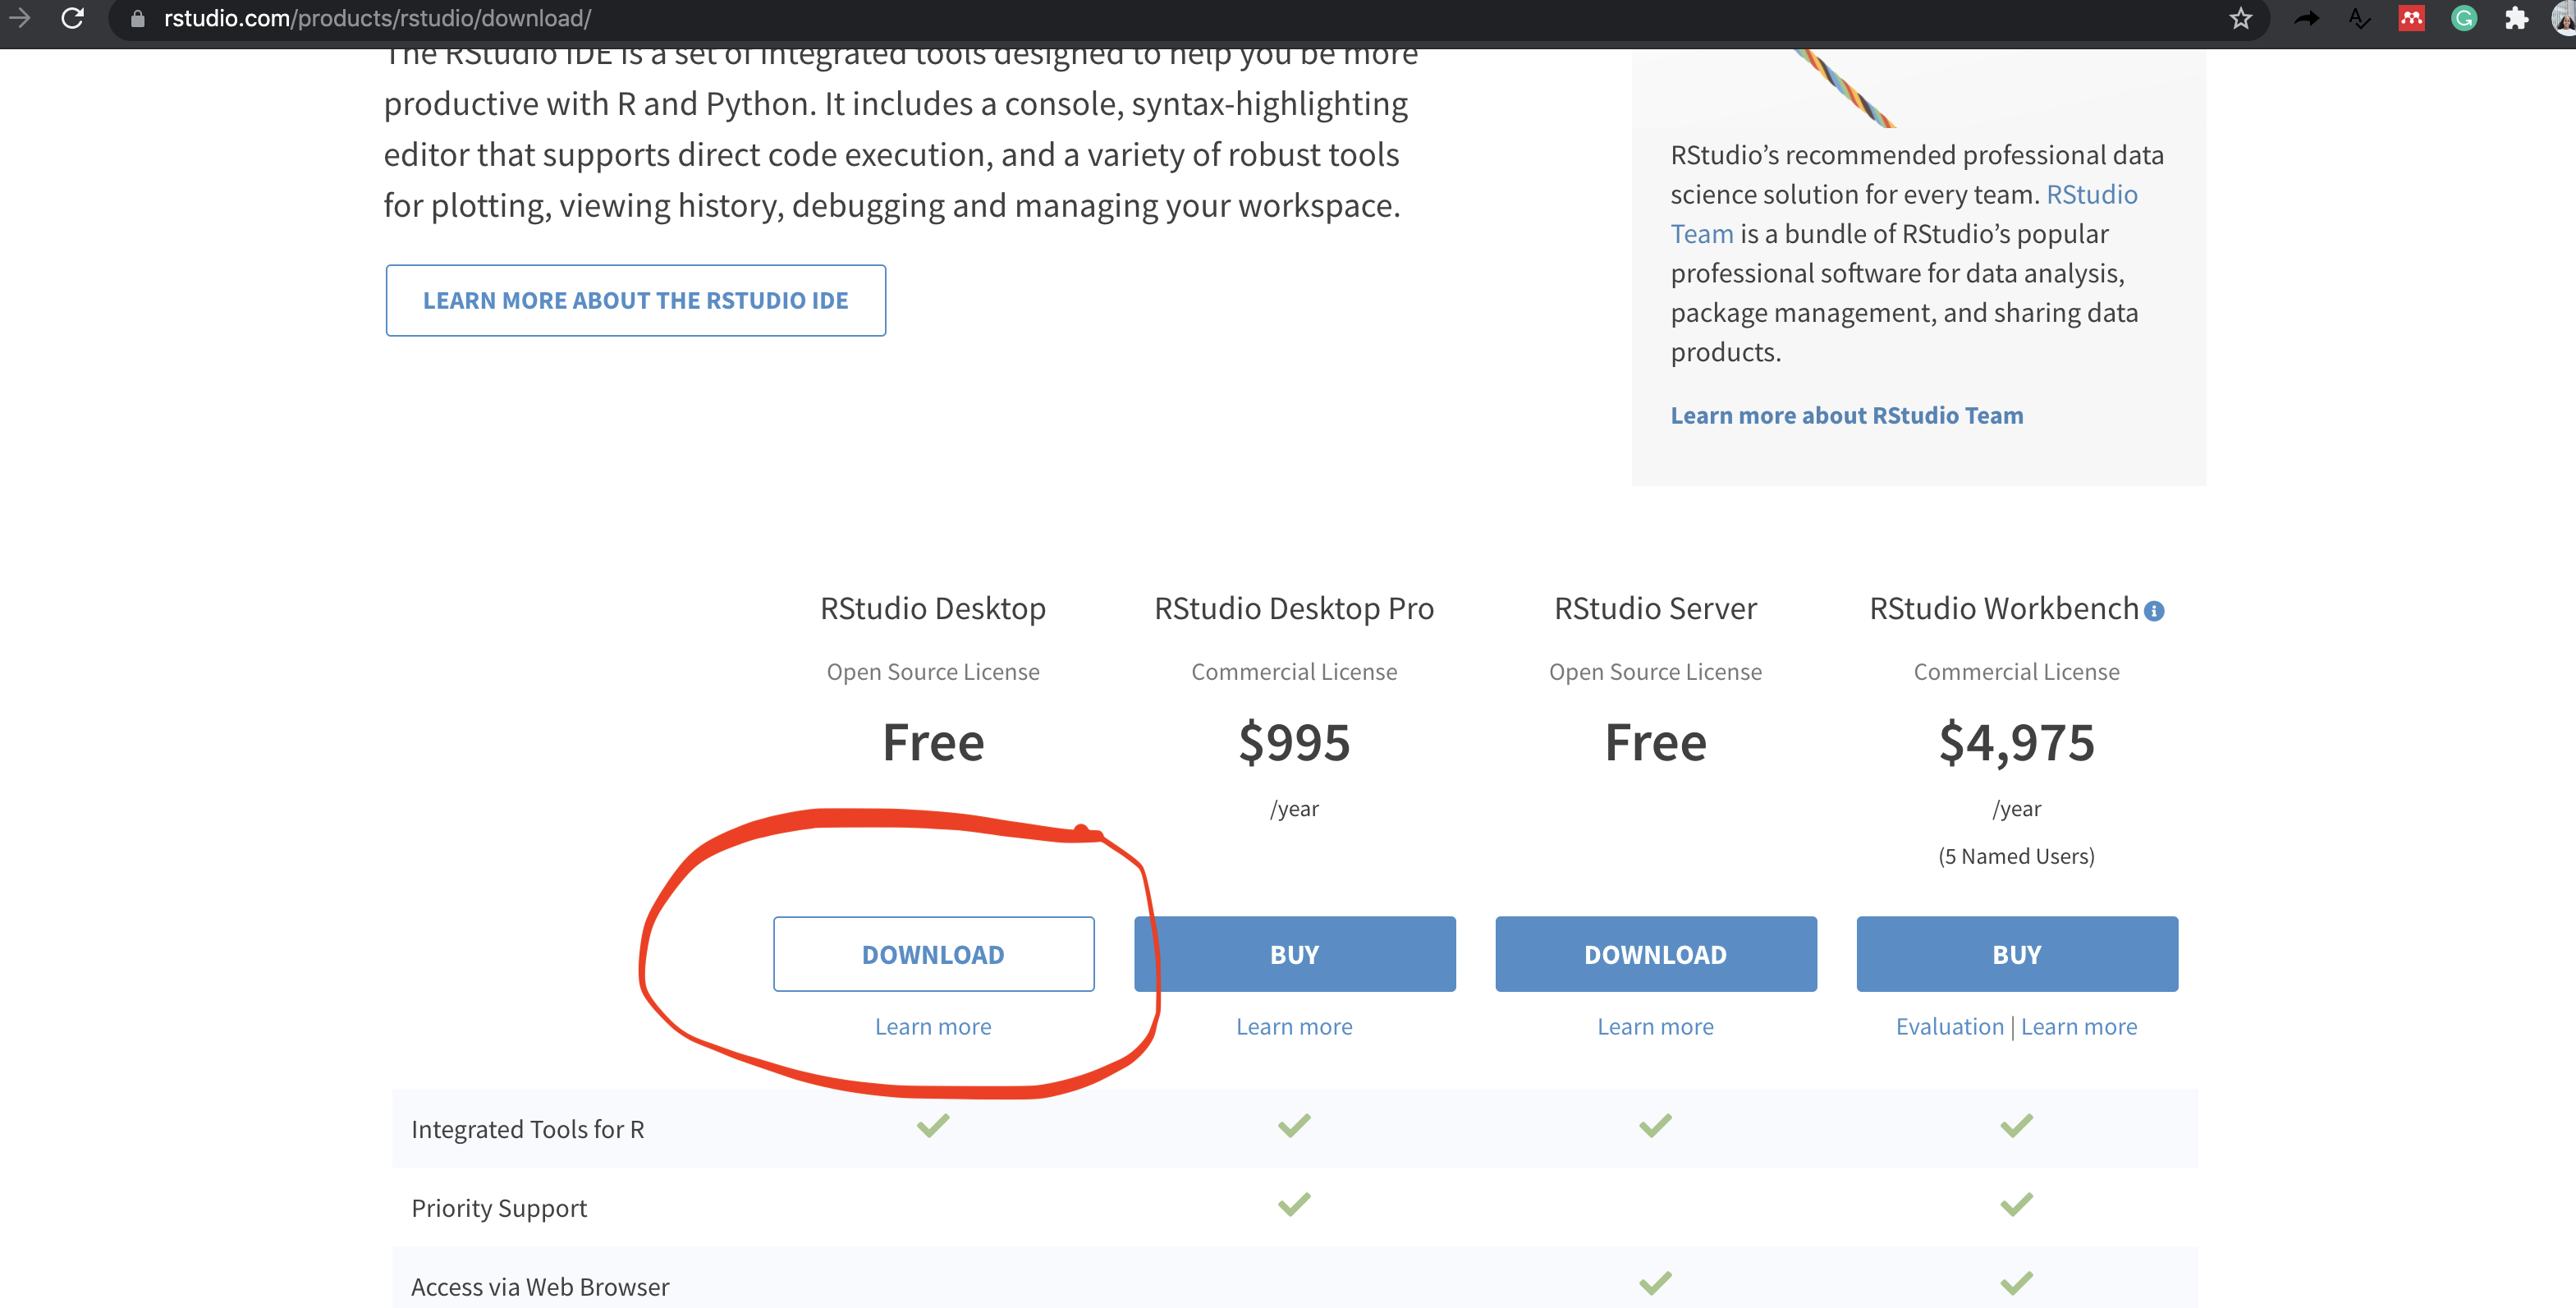 rstudio.com/products/rstudio/download/
The RStudio IDE is a set of integrated tools designed to help you be more
productive with R and Python. It includes a console, syntax-highlighting
editor that supports direct code execution, and a variety of robust tools
for plotting, viewing history, debugging and managing your workspace.
LEARN MORE ABOUT THE RSTUDIO IDE
RStudio’s recommended professional data
science solution for every team. RStudio
Team is a bundle of RStudio’s popular
professional software for data analysis,
package management, and sharing data
products.
Learn more about RStudio Team
RStudio Desktop RStudio Desktop Pro RStudio Server RStudio Workbench
Open Source License Commercial License Open Source License Commercial License
Free $995 Free $4,975
/year /year
(5 Named Users)
DOWNLOAD BUY DOWNLOAD BUY
Learn more Learn more Learn more Evaluation | Learn more
Integrated Tools for R
Priority Support
Access via Web Browser